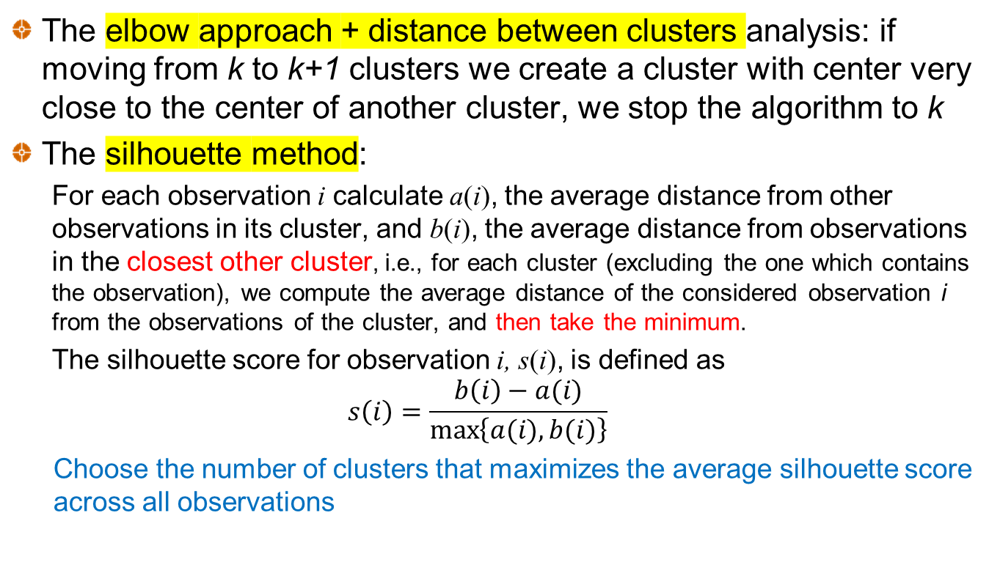 The elbow approach + distance between clusters analysis: if
moving from k to k+1 clusters we create a cluster with center very
close to the center of another cluster, we stop the algorithm to k
The silhouette method:
For each observation i calculate a(i), the average distance from other
observations in its cluster, and b(i), the average distance from observations
in the closest other cluster, i.e., for each cluster (excluding the one which contains
the observation), we compute the average distance of the considered observation i
from the observations of the cluster, and then take the minimum.
The silhouette score for observation i, s(i), is defined as
s(i) = \frac{b(i) − a(i)}{max{a(i), b(i)}}
Choose the number of clusters that maximizes the average silhouette score
across all observations